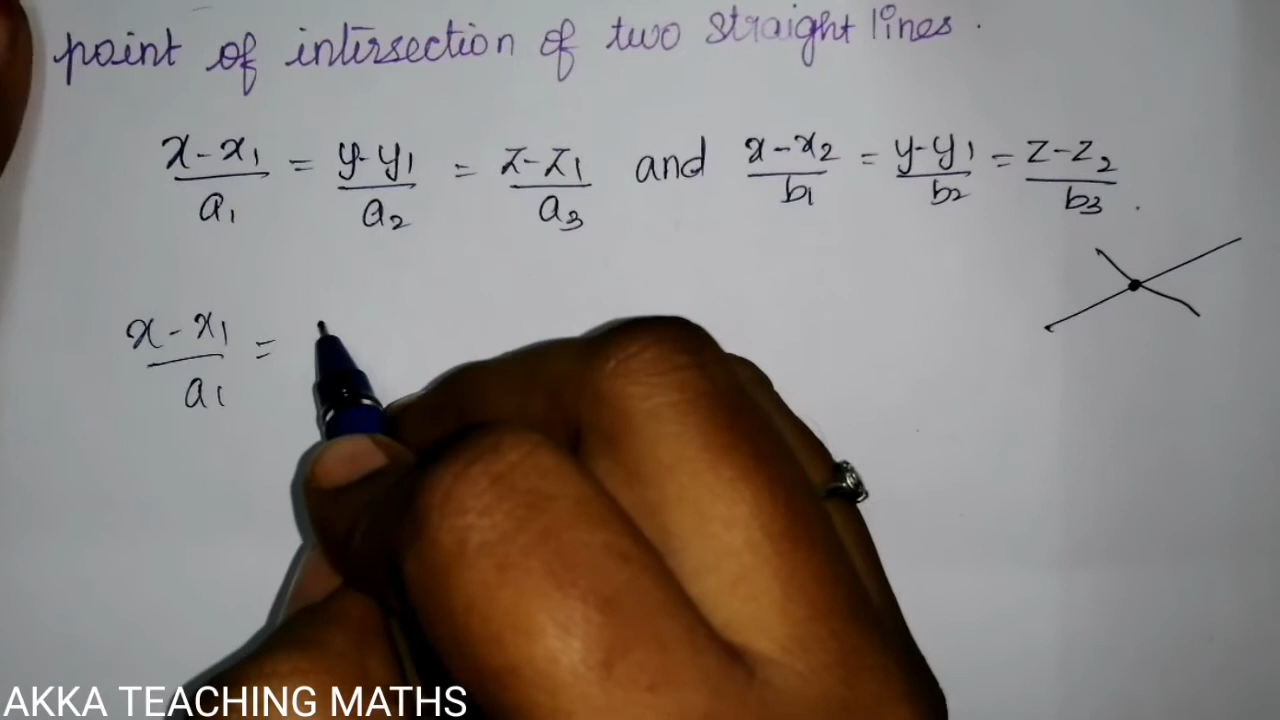 point of intersection of two straight lines.
x-x₁/a₁ = y-y₁/a₂ = z-z₁/a₃ and x-x₂/b₁ = y-y₁/b₂ = z-z₂/b₃ .
x-x₁/a₁ =
AKKA TEACHING MATHS